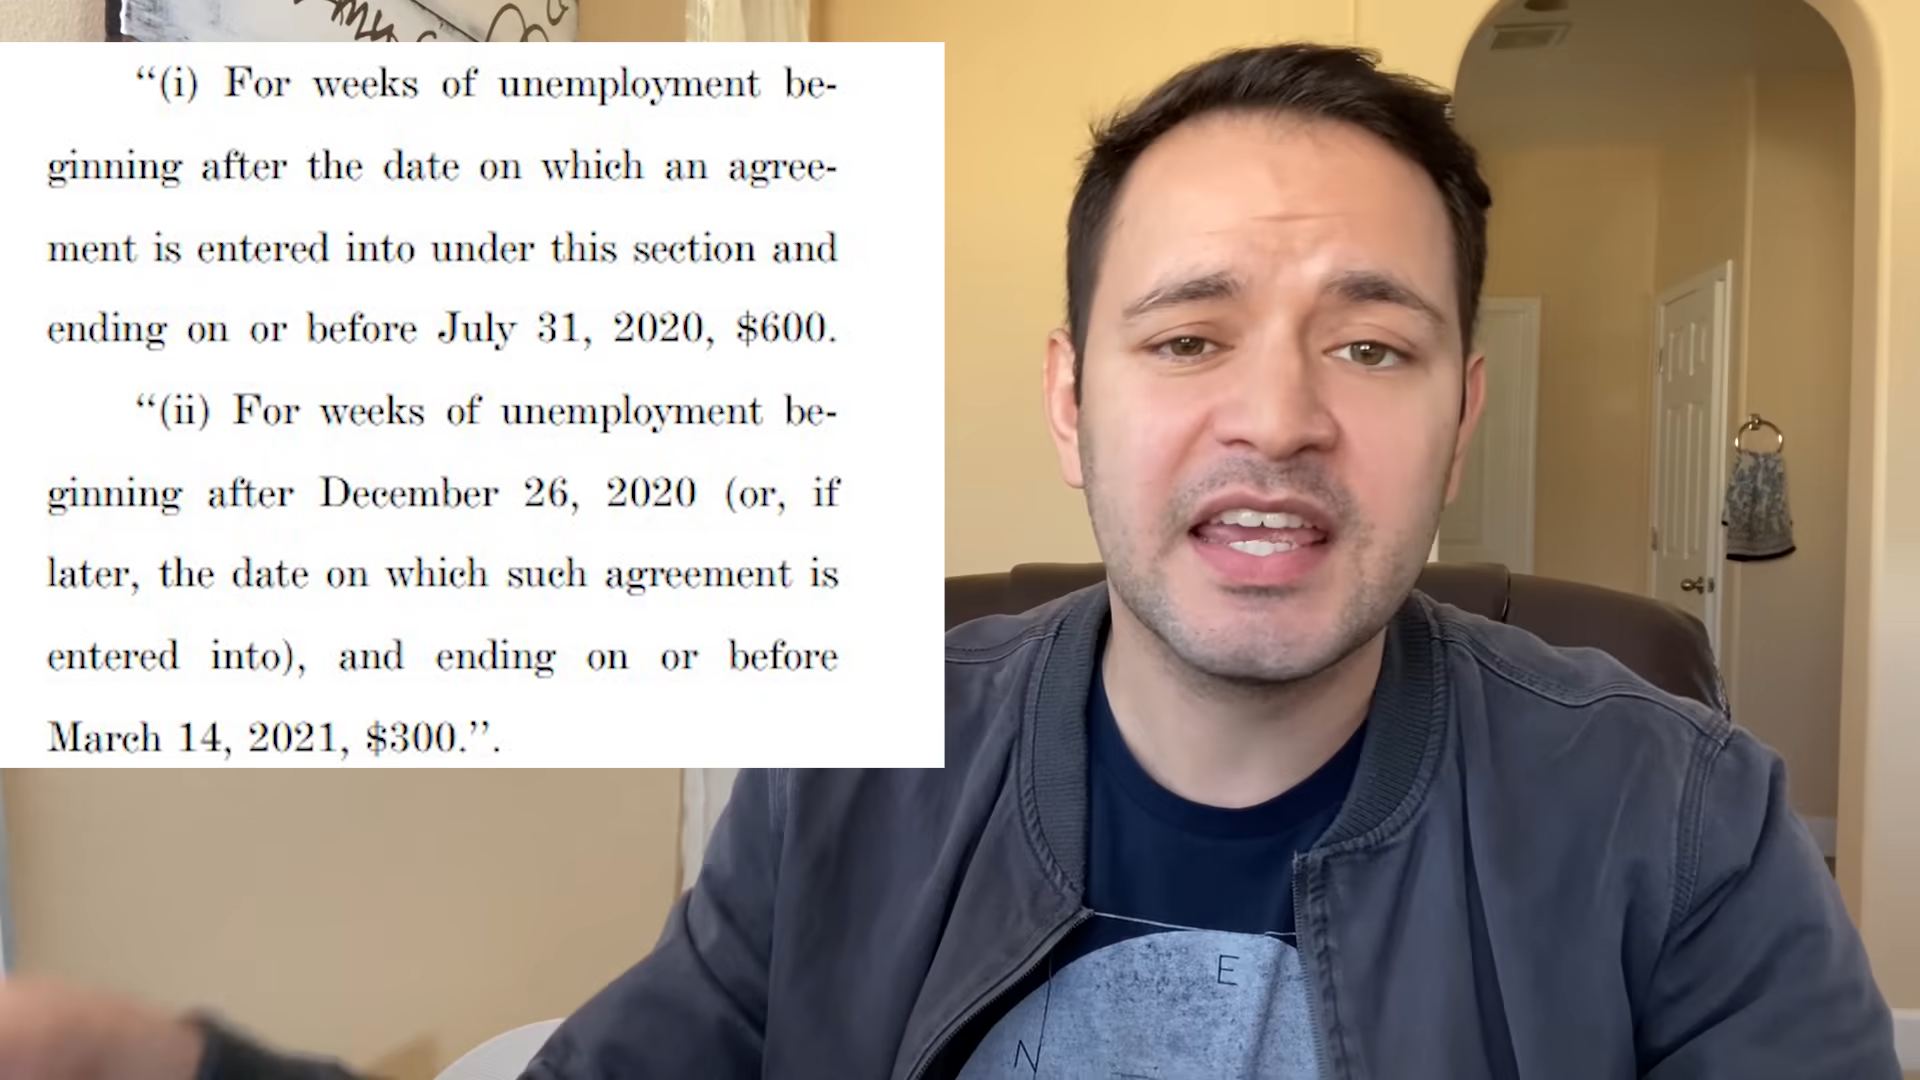 “(i) For weeks of unemployment be-
ginning after the date on which an agree-
ment is entered into under this section and
ending on or before July 31, 2020, $600.
“(ii) For weeks of unemployment be-
ginning after December 26, 2020 (or, if
later, the date on which such agreement is
entered into), and ending on or before
March 14, 2021, $300.”.
E
N